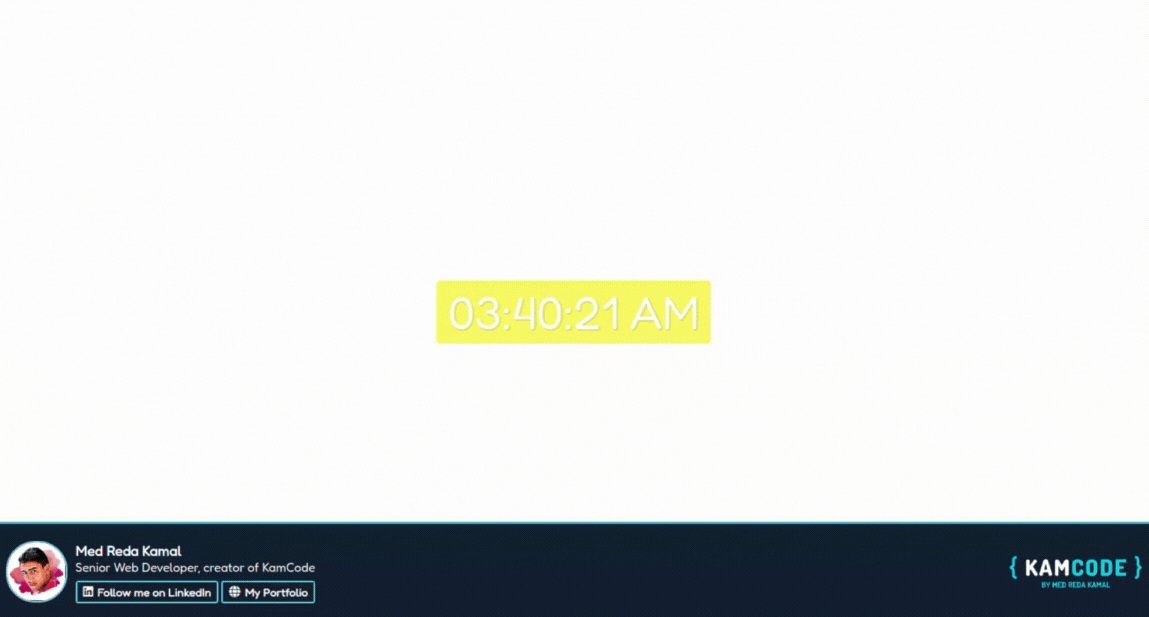 03:40:21 AM
Med Reda Kamal
Senior Web Developer, creator of KamCode
Follow me on LinkedIn
My Portfolio
{ KAMCODE }
BY MED REDA KAMAL